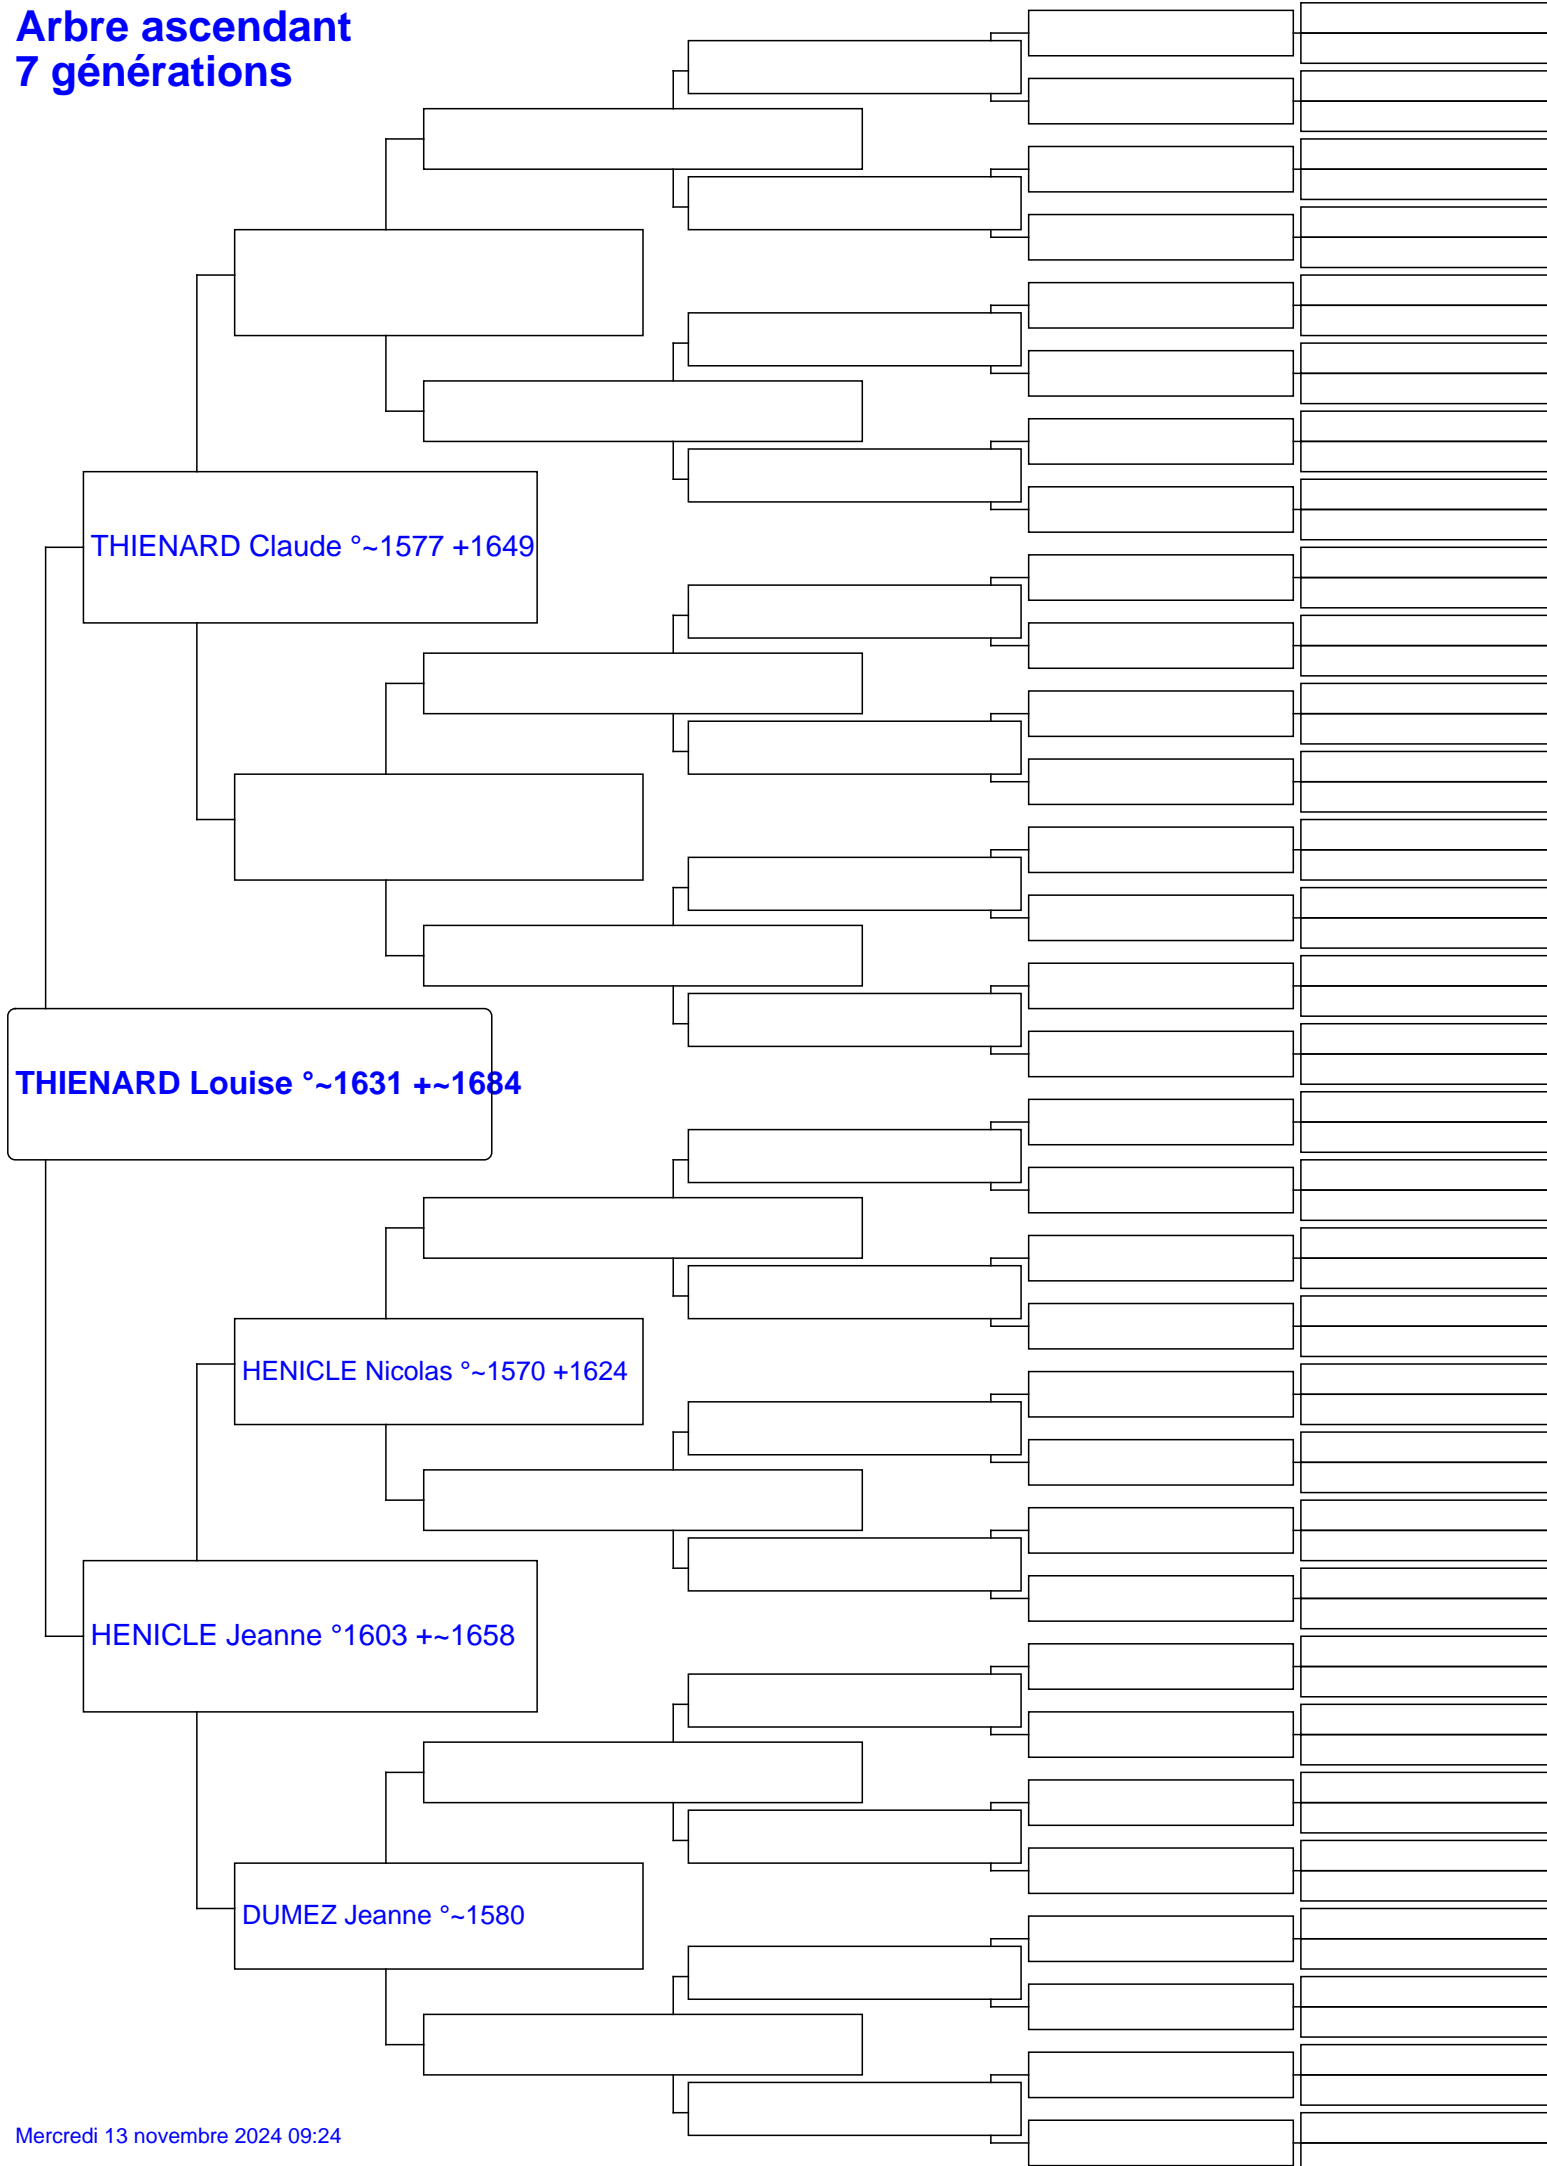 Arbre ascendant
7 générations
THIENARD Claude °~1577 +1649
THIENARD Louise °~1631 +~1684
HENICLE Nicolas °~1570 +1624
HENICLE Jeanne °1603 +~1658
DUMEZ Jeanne °~1580
Mercredi 13 novembre 2024 09:24